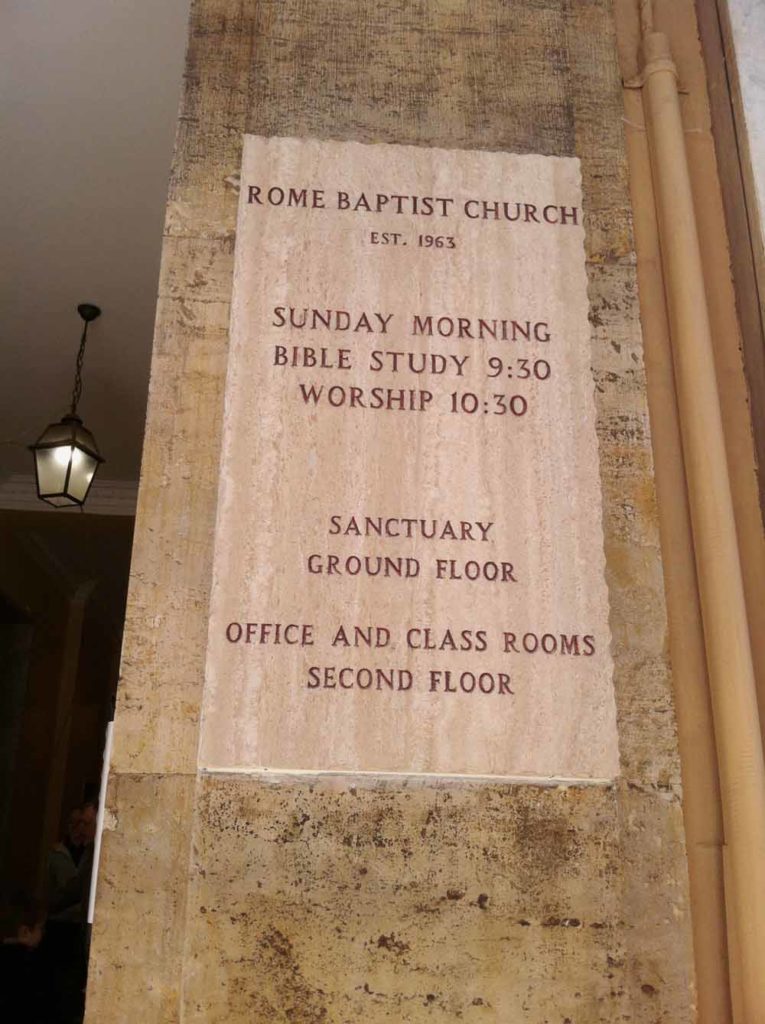 ROME BAPTIST CHURCH
EST. 1963
SUNDAY MORNING
BIBLE STUDY 9:30
WORSHIP 10:30
SANCTUARY
GROUND FLOOR
OFFICE AND CLASS ROOMS
SECOND FLOOR